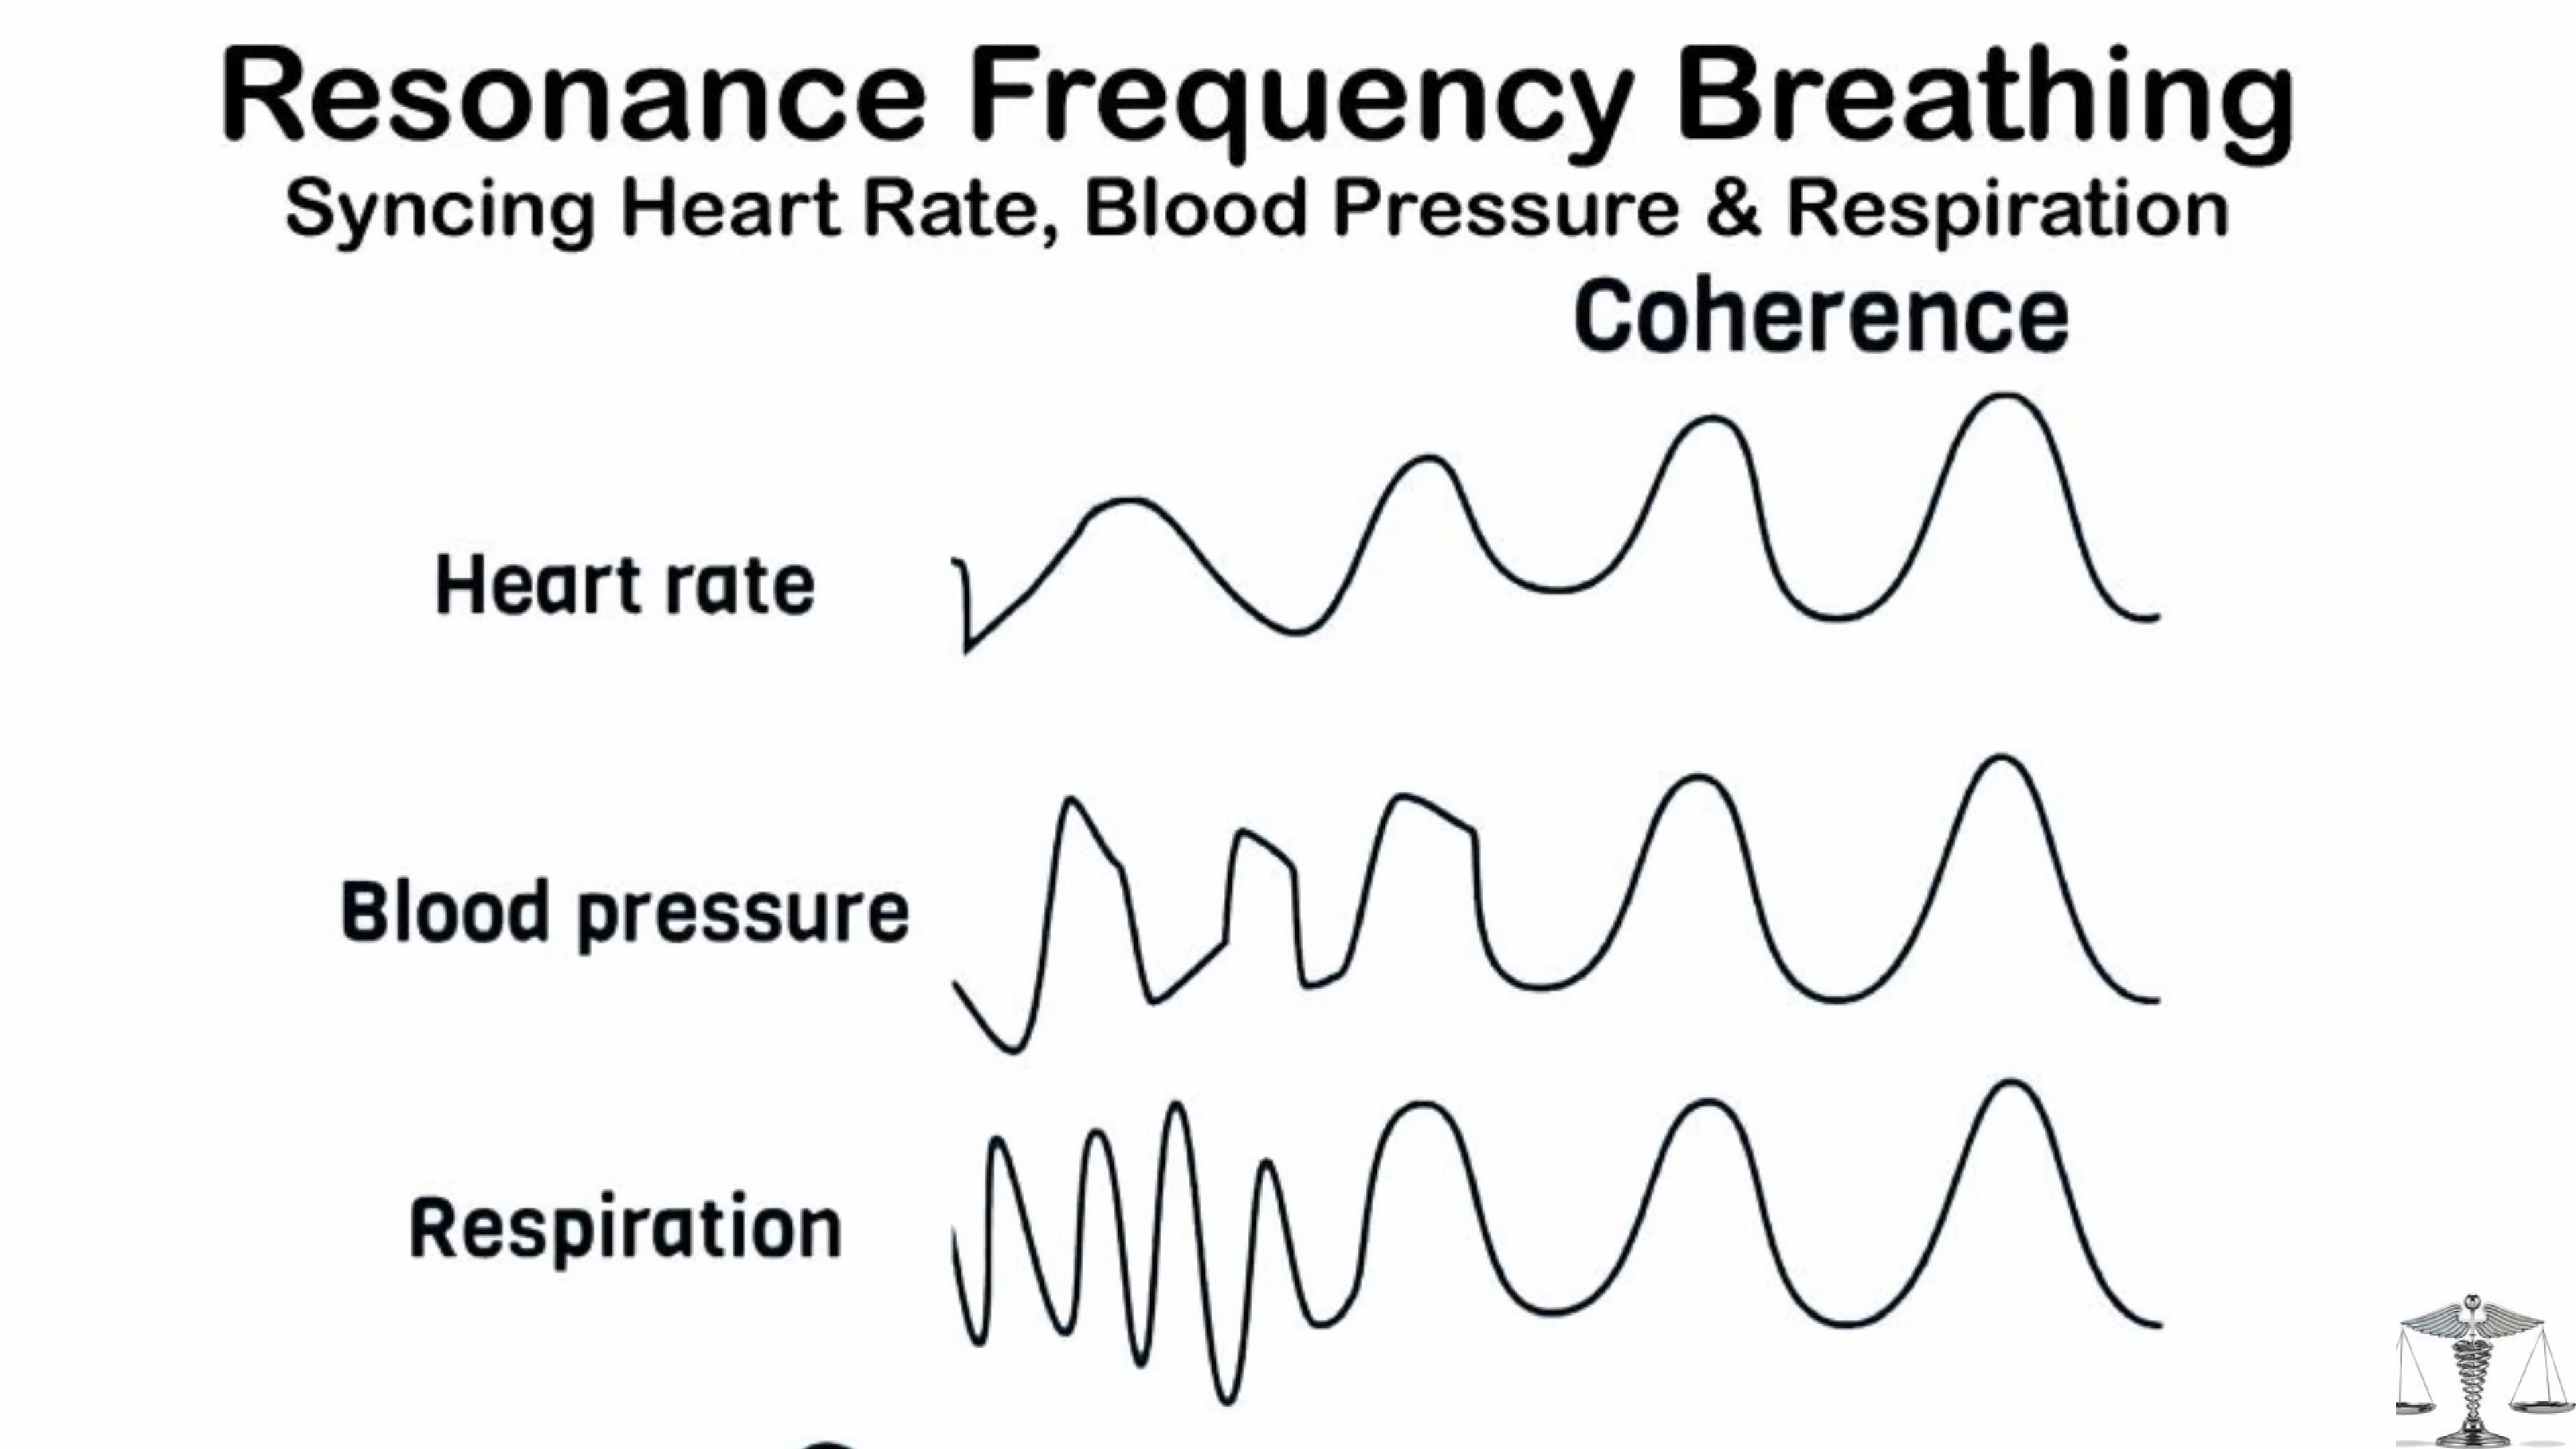 Resonance Frequency Breathing
Syncing Heart Rate, Blood Pressure & Respiration
Coherence
Heart rate
Blood pressure
Respiration